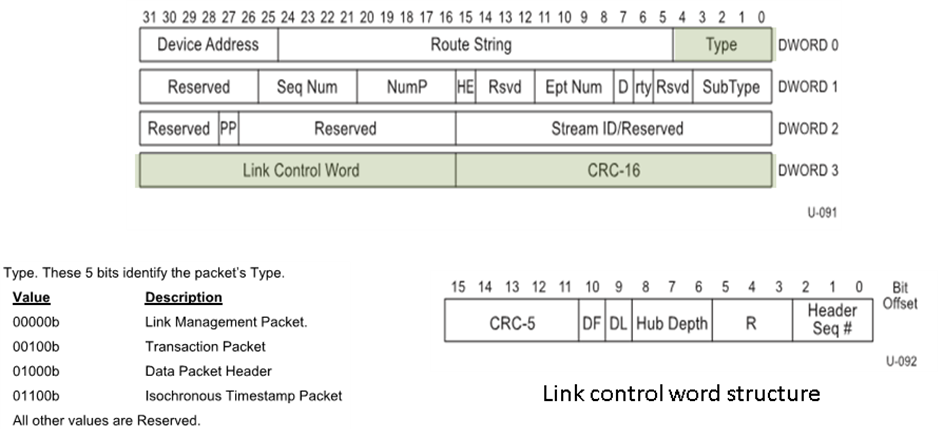 31 30 29 28 27 26 25 24 23 22 21 20 19 18 17 16 15 14 13 12 11 10 9 8 7 6 5 4 3 2 1 0
Device Address Route String Type DWORD 0
Reserved Seq Num NumP HE Rsvd Ept Num D rty Rsvd SubType DWORD 1
Reserved PP Reserved Stream ID/Reserved DWORD 2
Link Control Word CRC-16 DWORD 3
U-091
Type. These 5 bits identify the packet's Type.
Value Description
00000b Link Management Packet.
00100b Transaction Packet
01000b Data Packet Header
01100b Isochronous Timestamp Packet
All other values are Reserved.
15 14 13 12 11 10 9 8 7 6 5 4 3 2 1 0 Bit Offset
CRC-5 DF DL Hub Depth R Header Seq #
U-092
Link control word structure